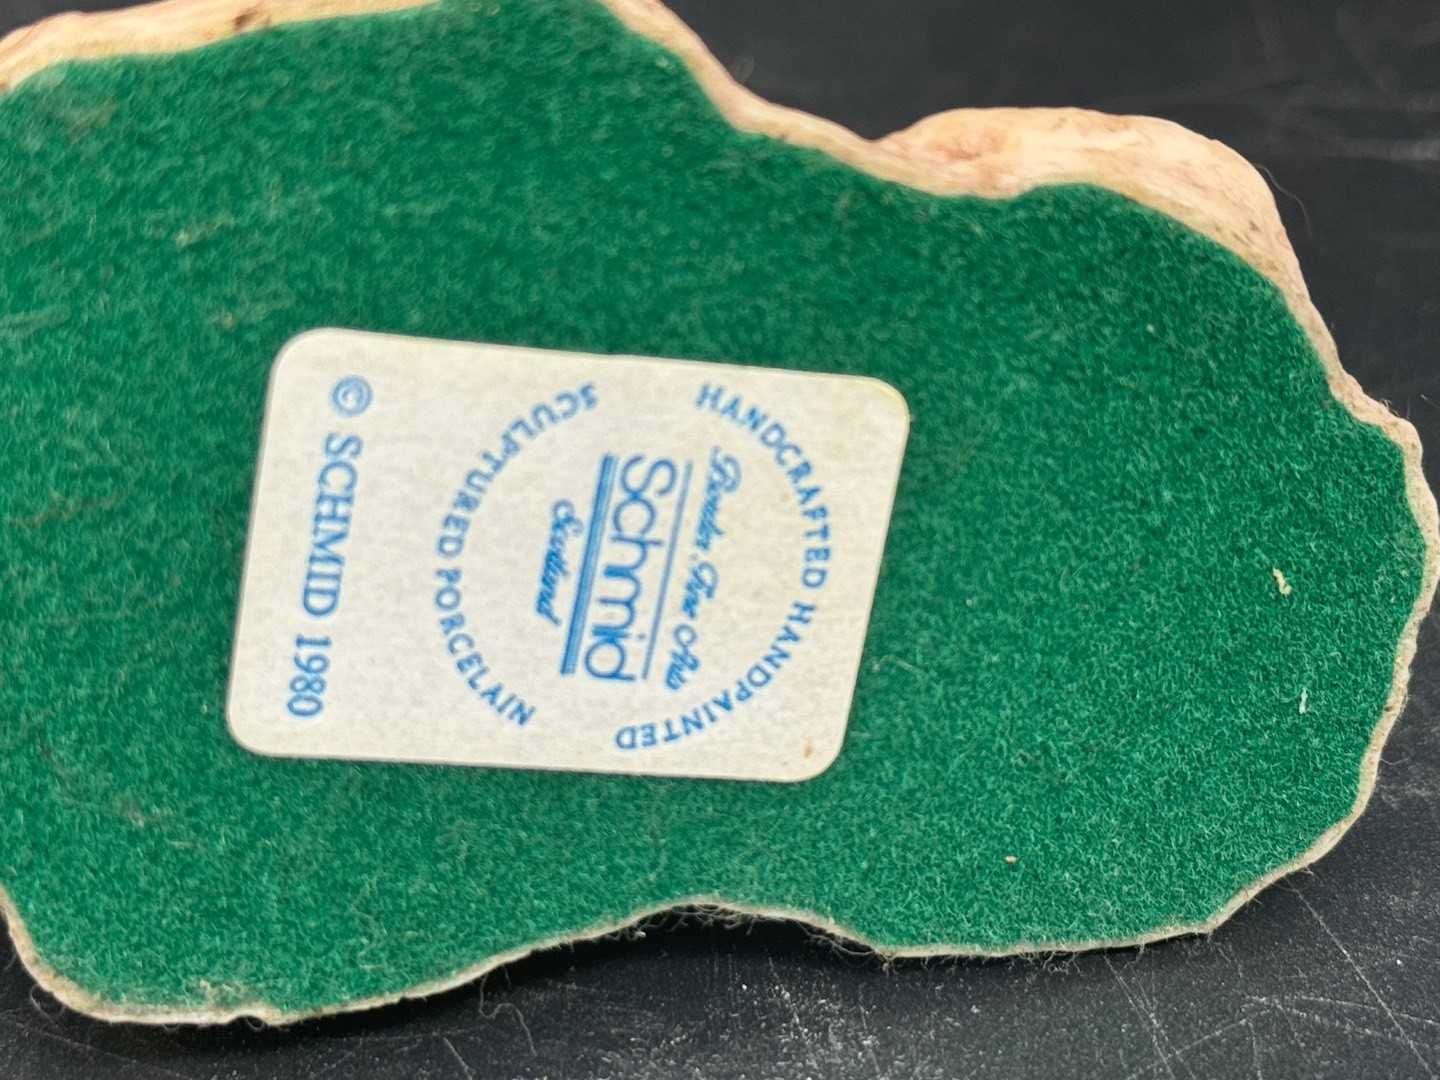 HANDCRAFTED HANDPAINTED
Border Fine Arts
Schmid
Scotland
SCULPTURED PORCELAIN
© SCHMID 1980